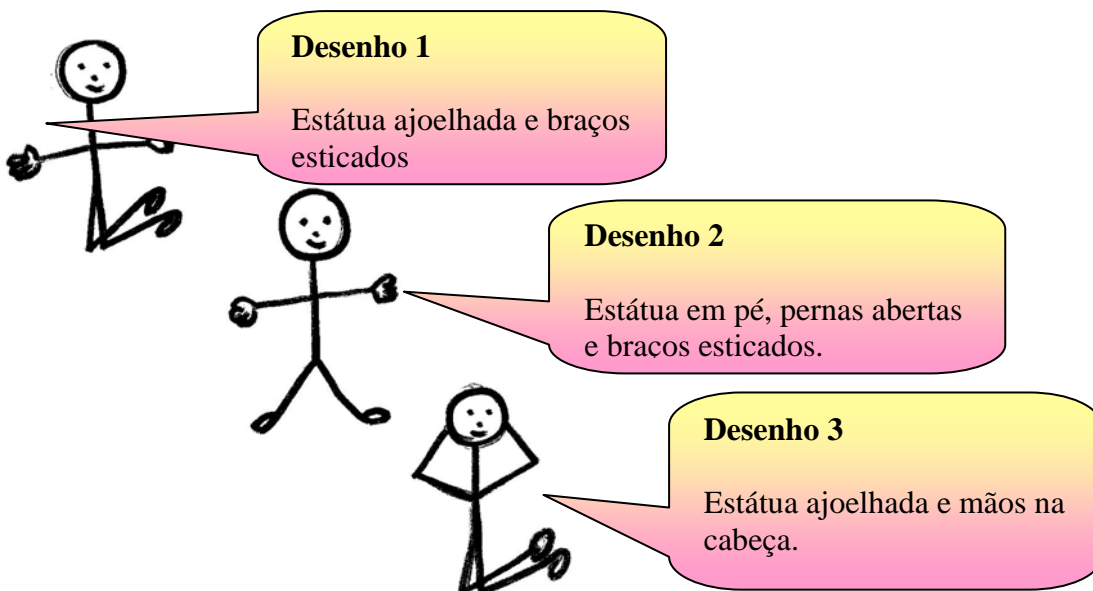 Desenho 1
Estátua ajoelhada e braços
esticados
Desenho 2
Estátua em pé, pernas abertas
e braços esticados.
Desenho 3
Estátua ajoelhada e mãos na
cabeça.